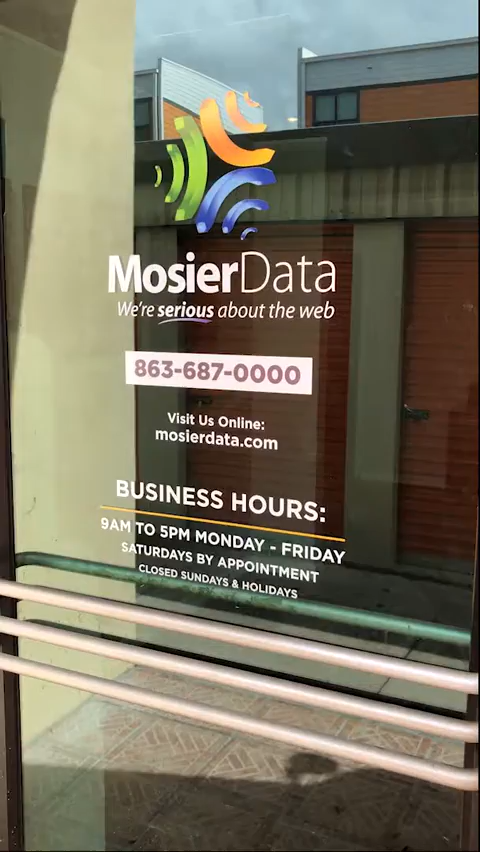 MosierData
We're serious about the web
863-687-0000
Visit Us Online:
mosierdata.com
BUSINESS HOURS:
9AM TO 5PM MONDAY - FRIDAY
SATURDAYS BY APPOINTMENT
CLOSED SUNDAYS & HOLIDAYS